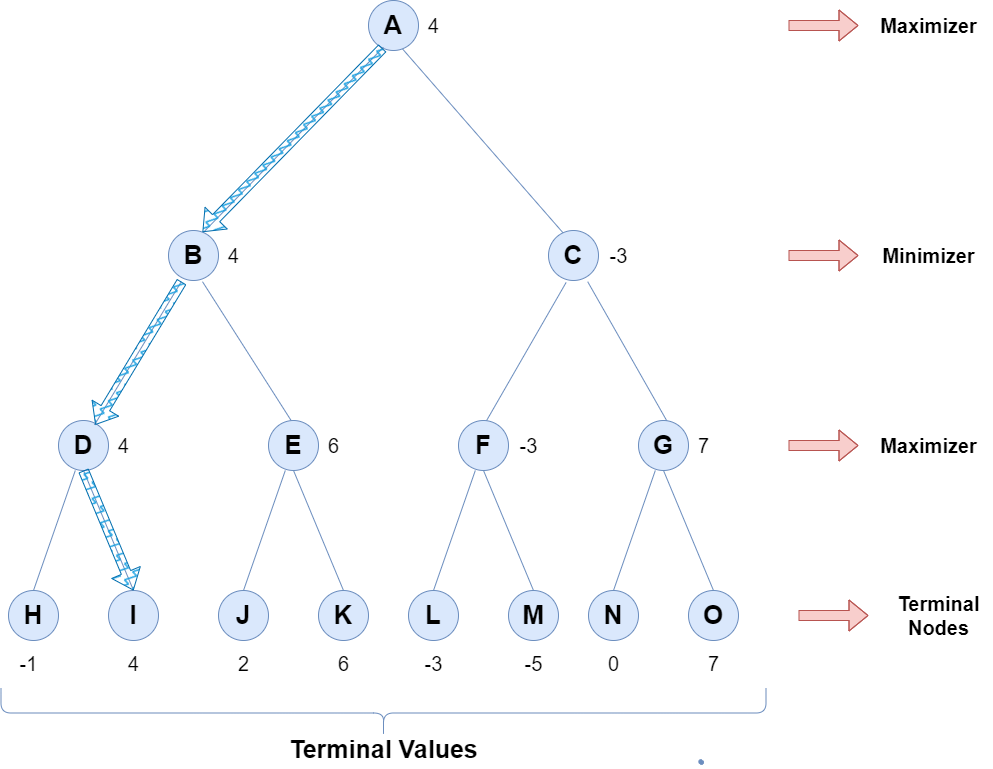 A 4 Maximizer
B 4 C -3 Minimizer
D 4 E 6 F -3 G 7 Maximizer
H I J K L M N O Terminal
Nodes
-1 4 2 6 -3 -5 0 7
Terminal Values